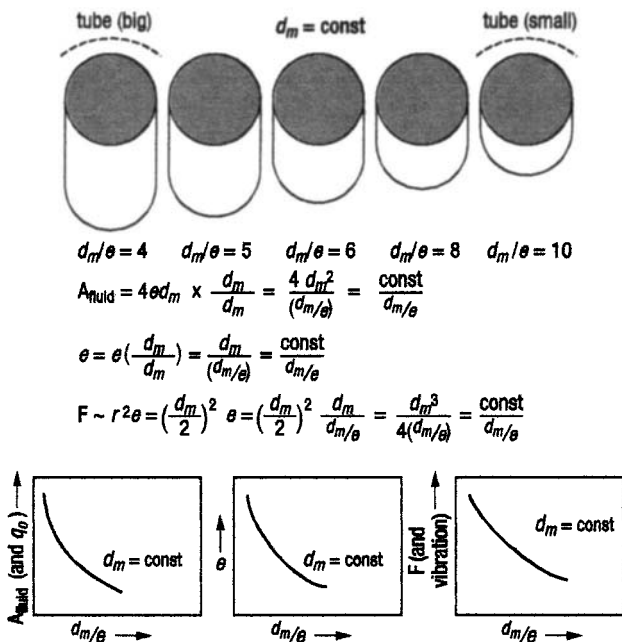 tube (big) d_m = const tube (small)
d_m/e = 4 d_m/e = 5 d_m/e = 6 d_m/e = 8 d_m/e = 10
A_fluid = 4ed_m x d_m/d_m = 4 d_m²/(d_m/e) = const/d_m/e
e = e(d_m/d_m) = d_m/(d_m/e) = const/d_m/e
F ~ r²e = (d_m/2)² e = (d_m/2)² d_m/d_m/e = d_m³/4(d_m/e) = const/d_m/e
A_fluid (and q_o)
d_m = const
d_m/e
e
d_m = const
d_m/e
F (and vibration)
d_m = const
d_m/e